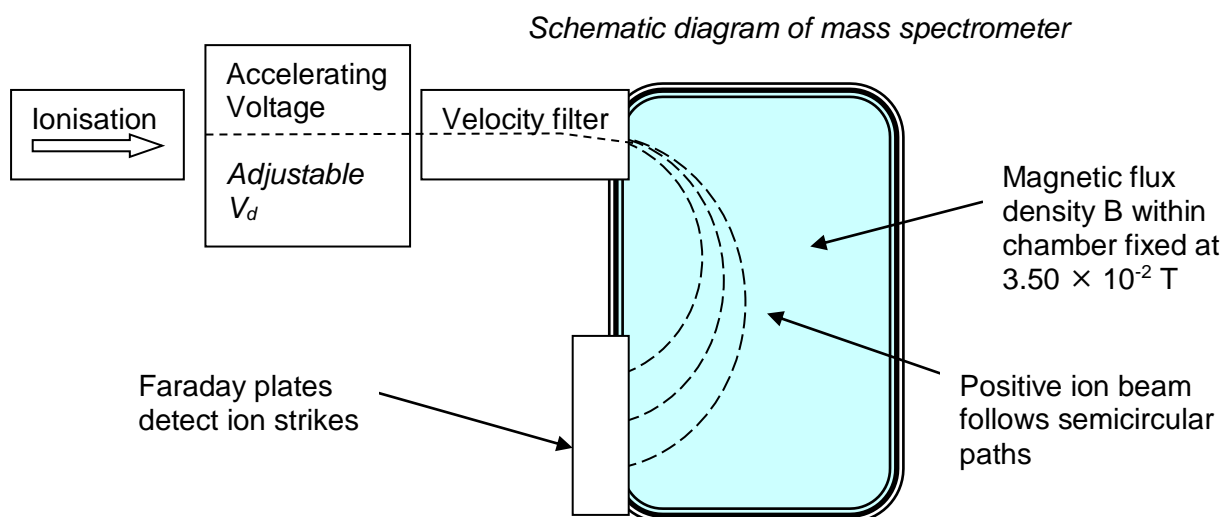 Schematic diagram of mass spectrometer
Ionisation
Accelerating
Voltage
Adjustable
V_d
Velocity filter
Magnetic flux
density B within
chamber fixed at
3.50 × 10⁻² T
Faraday plates
detect ion strikes
Positive ion beam
follows semicircular
paths